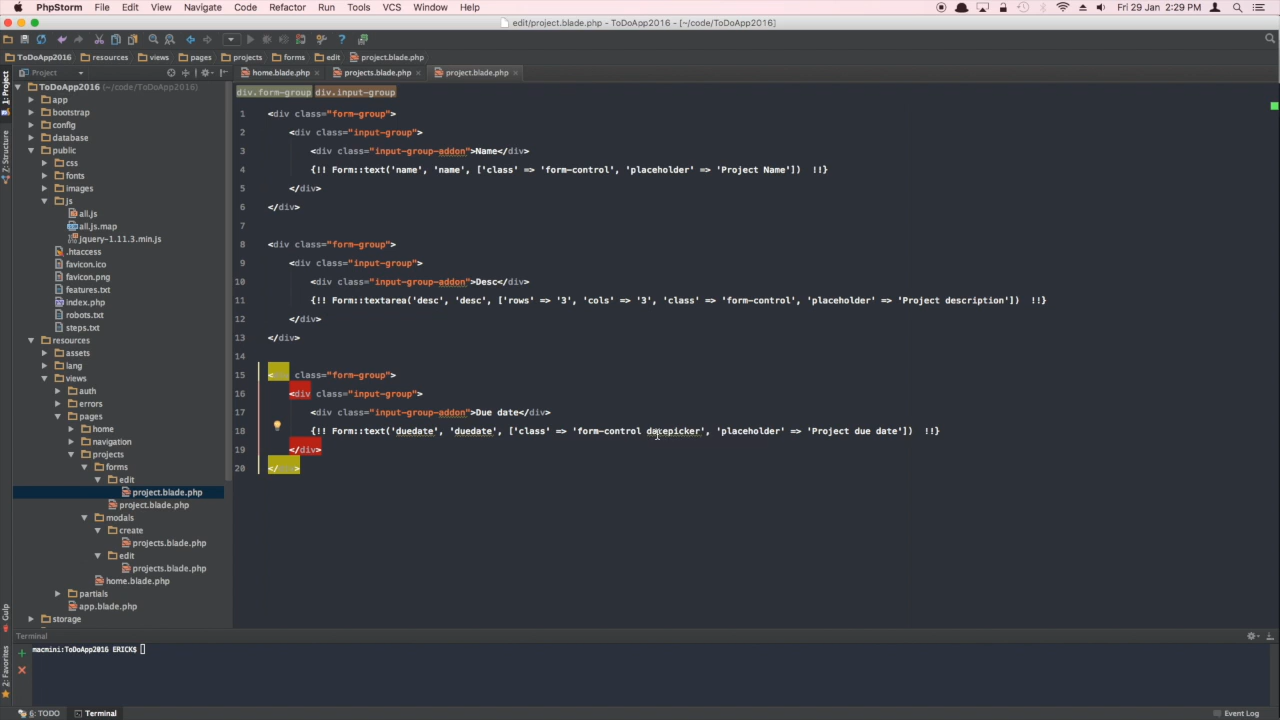 PhpStorm File Edit View Navigate Code Refactor Run Tools VCS Window Help Fri 29 Jan 2:29 PM
edit/project.blade.php - ToDoApp2016 - [~/code/ToDoApp2016]
ToDoApp2016 resources views pages projects forms edit project.blade.php
1: Project
Z: Structure
Gulp
2: Favorites
Project
ToDoApp2016 (~/code/ToDoApp2016)
app
bootstrap
config
database
public
css
fonts
images
js
all.js
all.js.map
jquery-1.11.3.min.js
.htaccess
favicon.ico
favicon.png
features.txt
index.php
robots.txt
steps.txt
resources
assets
lang
views
auth
errors
pages
home
navigation
projects
forms
edit
project.blade.php
project.blade.php
modals
create
projects.blade.php
edit
projects.blade.php
home.blade.php
partials
app.blade.php
storage
home.blade.php projects.blade.php project.blade.php
div.form-group div.input-group
1 <div class="form-group">
2 <div class="input-group">
3 <div class="input-group-addon">Name</div>
4 {!! Form::text('name', 'name', ['class' => 'form-control', 'placeholder' => 'Project Name']) !!}
5 </div>
6 </div>
7
8 <div class="form-group">
9 <div class="input-group">
10 <div class="input-group-addon">Desc</div>
11 {!! Form::textarea('desc', 'desc', ['rows' => '3', 'cols' => '3', 'class' => 'form-control', 'placeholder' => 'Project description']) !!}
12 </div>
13 </div>
14
15 <div class="form-group">
16 <div class="input-group">
17 <div class="input-group-addon">Due date</div>
18 {!! Form::text('duedate', 'duedate', ['class' => 'form-control datepicker', 'placeholder' => 'Project due date']) !!}
19 </div>
20 </div>
Terminal
macmini:ToDoApp2016 ERICK$
6: TODO Terminal Event Log